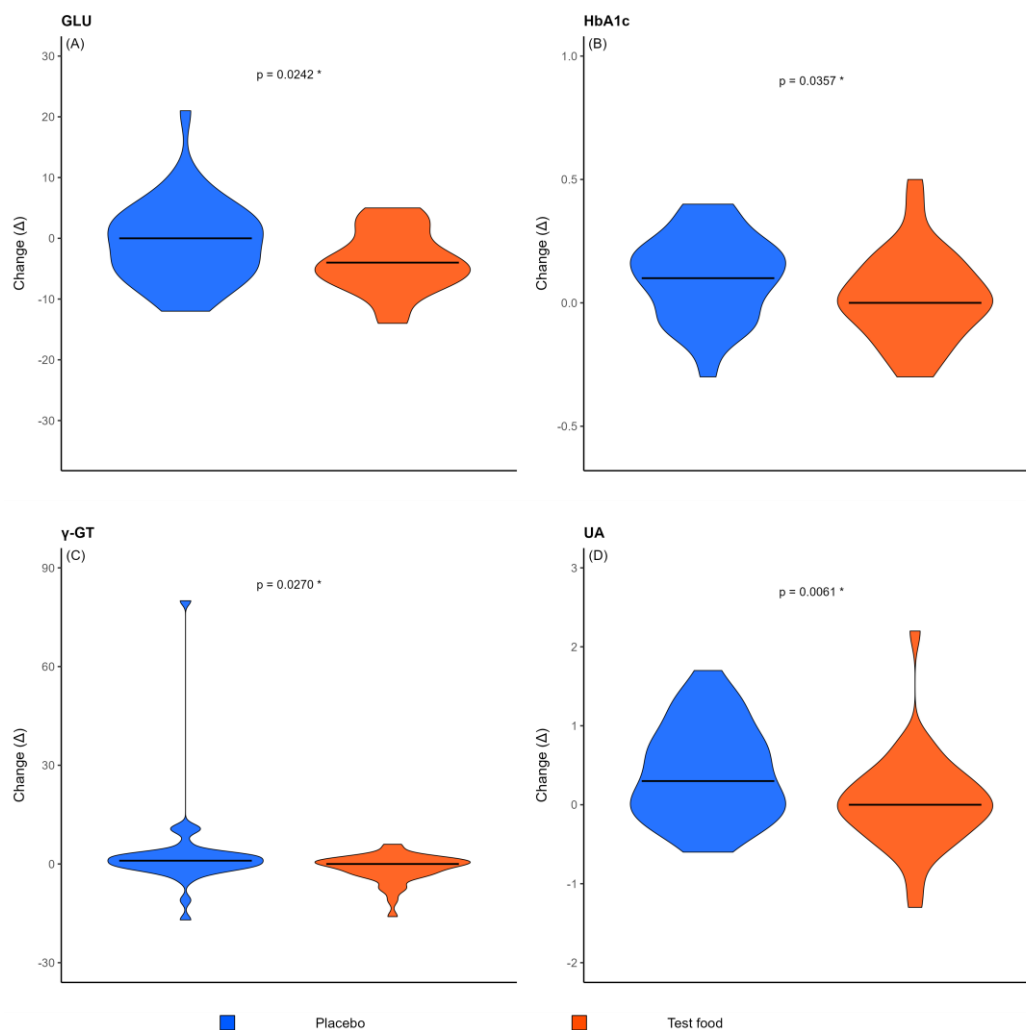 GLU
(A)
30
20
10
0
-10
-20
-30
Change (Δ)
p = 0.0242 *
HbA1c
(B)
1.0
0.5
0.0
-0.5
Change (Δ)
p = 0.0357 *
γ-GT
(C)
90
60
30
0
-30
Change (Δ)
p = 0.0270 *
UA
(D)
3
2
1
0
-1
-2
Change (Δ)
p = 0.0061 *
Placebo
Test food